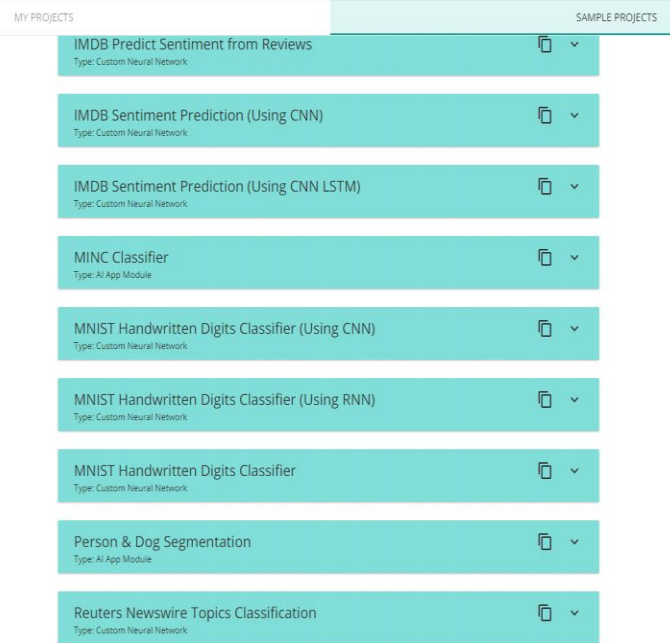 MY PROJECTS
SAMPLE PROJECTS
IMDB Predict Sentiment from Reviews
Type: Custom Neural Network
IMDB Sentiment Prediction (Using CNN)
Type: Custom Neural Network
IMDB Sentiment Prediction (Using CNN LSTM)
Type: Custom Neural Network
MINC Classifier
Type: AI App Module
MNIST Handwritten Digits Classifier (Using CNN)
Type: Custom Neural Network
MNIST Handwritten Digits Classifier (Using RNN)
Type: Custom Neural Network
MNIST Handwritten Digits Classifier
Type: Custom Neural Network
Person & Dog Segmentation
Type: AI App Module
Reuters Newswire Topics Classification
Type: Custom Neural Network